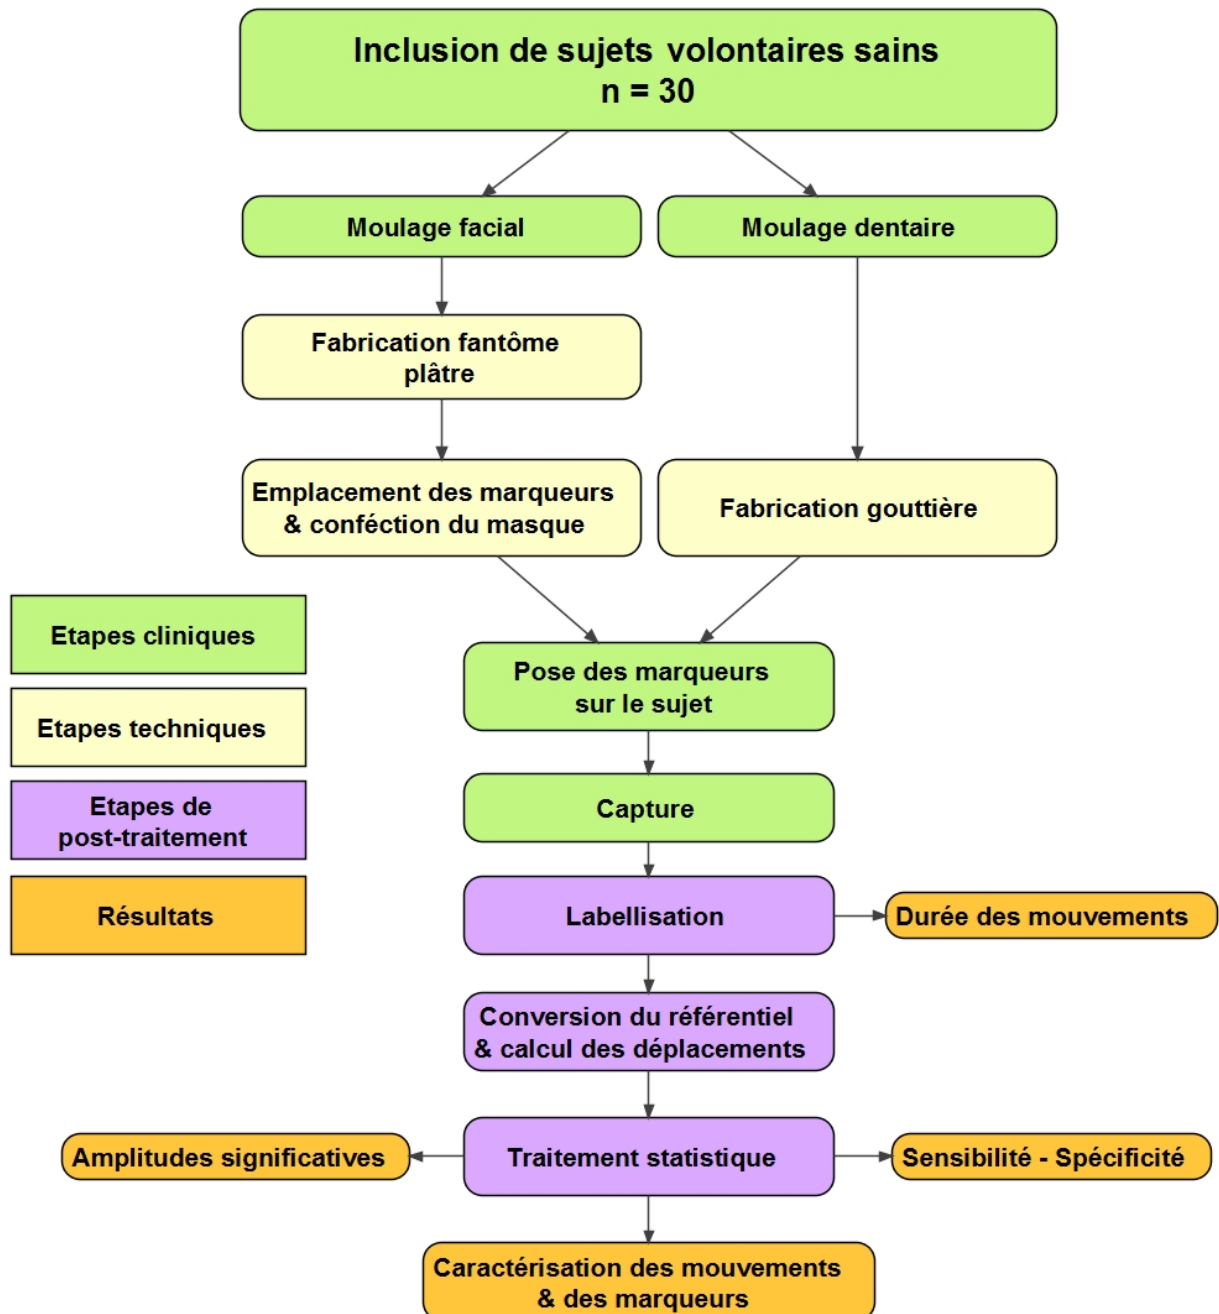 Inclusion de sujets volontaires sains
n = 30
Moulage facial
Moulage dentaire
Fabrication fantôme
plâtre
Emplacement des marqueurs
& conféction du masque
Fabrication gouttière
Etapes cliniques
Etapes techniques
Etapes de
post-traitement
Résultats
Pose des marqueurs
sur le sujet
Capture
Labellisation
Durée des mouvements
Conversion du référentiel
& calcul des déplacements
Amplitudes significatives
Traitement statistique
Sensibilité - Spécificité
Caractérisation des mouvements
& des marqueurs